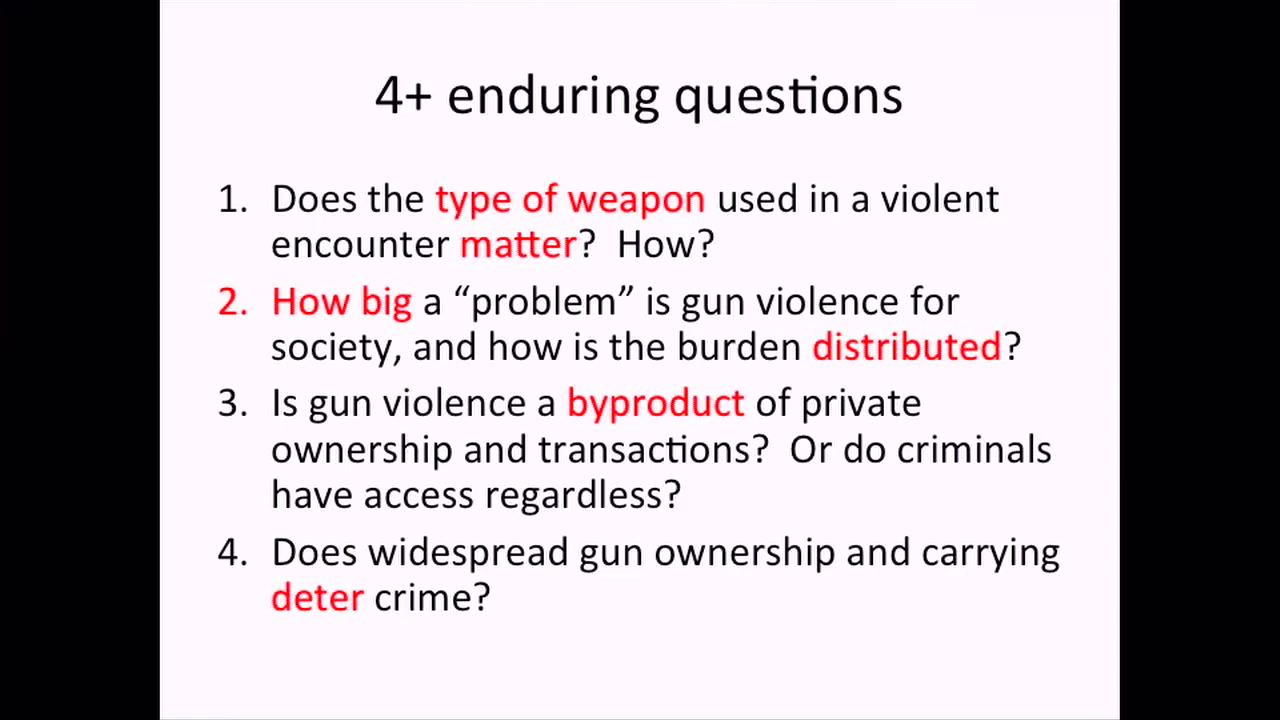 4+ enduring questions
1. Does the type of weapon used in a violent
encounter matter?  How?
2. How big a “problem” is gun violence for
society, and how is the burden distributed?
3. Is gun violence a byproduct of private
ownership and transactions?  Or do criminals
have access regardless?
4. Does widespread gun ownership and carrying
deter crime?